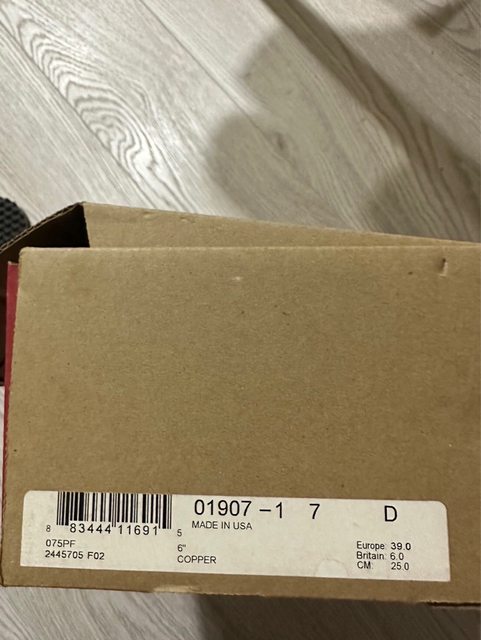 01907-1 7 D
MADE IN USA
8 83444 11691 5
075PF
2445705 F02
6"
COPPER
Europe: 39.0
Britain: 6.0
CM: 25.0